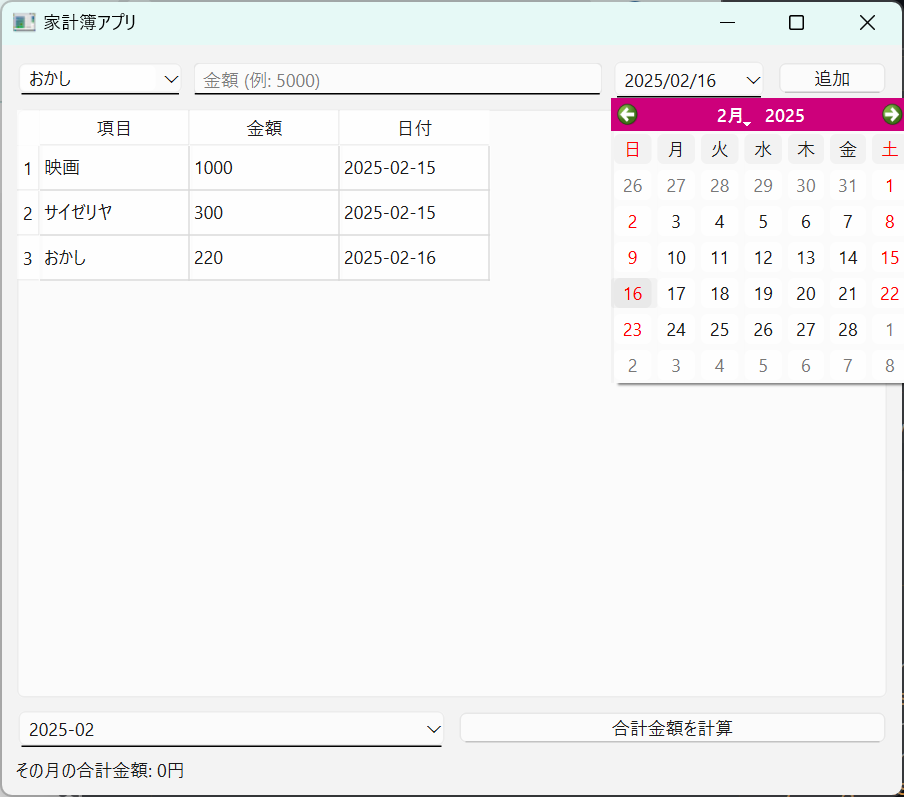 家計簿アプリ
おかし 金額 (例: 5000) 2025/02/16 追加
2月 2025
日 月 火 水 木 金 土
26 27 28 29 30 31 1
2 3 4 5 6 7 8
9 10 11 12 13 14 15
16 17 18 19 20 21 22
23 24 25 26 27 28 1
2 3 4 5 6 7 8
項目 金額 日付
1 映画 1000 2025-02-15
2 サイゼリヤ 300 2025-02-15
3 おかし 220 2025-02-16
2025-02 合計金額を計算
その月の合計金額: 0円